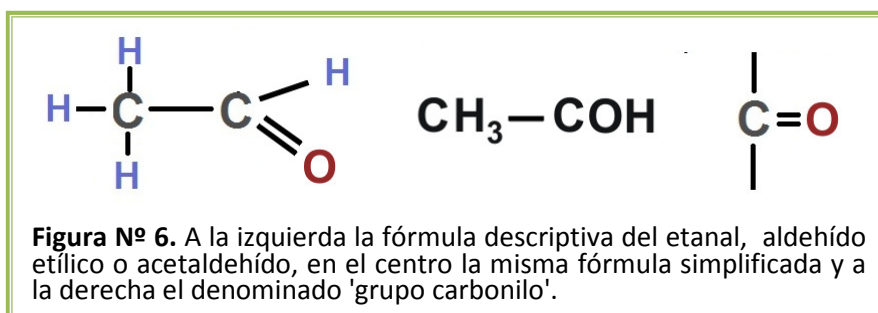 H
H
H–C–C
H
O
CH₃–COH
C=O
Figura Nº 6. A la izquierda la fórmula descriptiva del etanal, aldehído
etílico o acetaldehído, en el centro la misma fórmula simplificada y a
la derecha el denominado 'grupo carbonilo'.